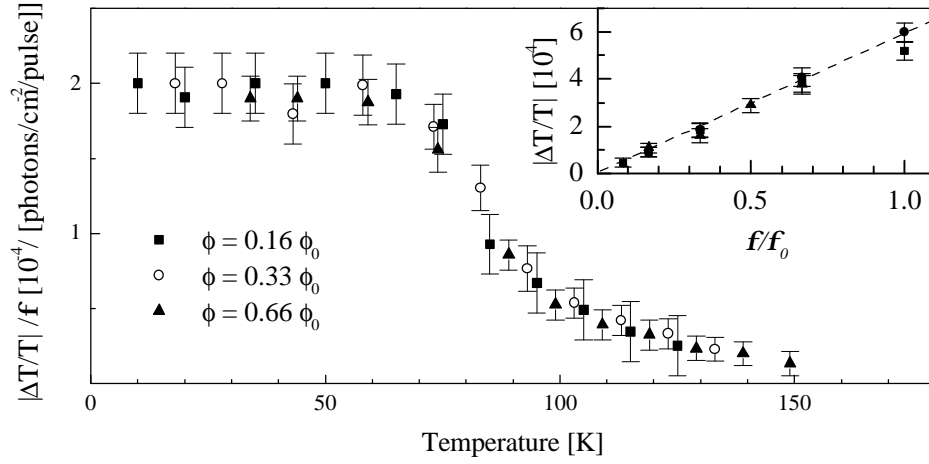 |ΔT/T| /f [10⁻⁴/ [photons/cm²/pulse]]
2
1
0
50
100
150
Temperature [K]
ϕ = 0.16 ϕ₀
ϕ = 0.33 ϕ₀
ϕ = 0.66 ϕ₀
|ΔT/T| [10⁴]
6
4
2
0
0.0
0.5
1.0
f/f₀